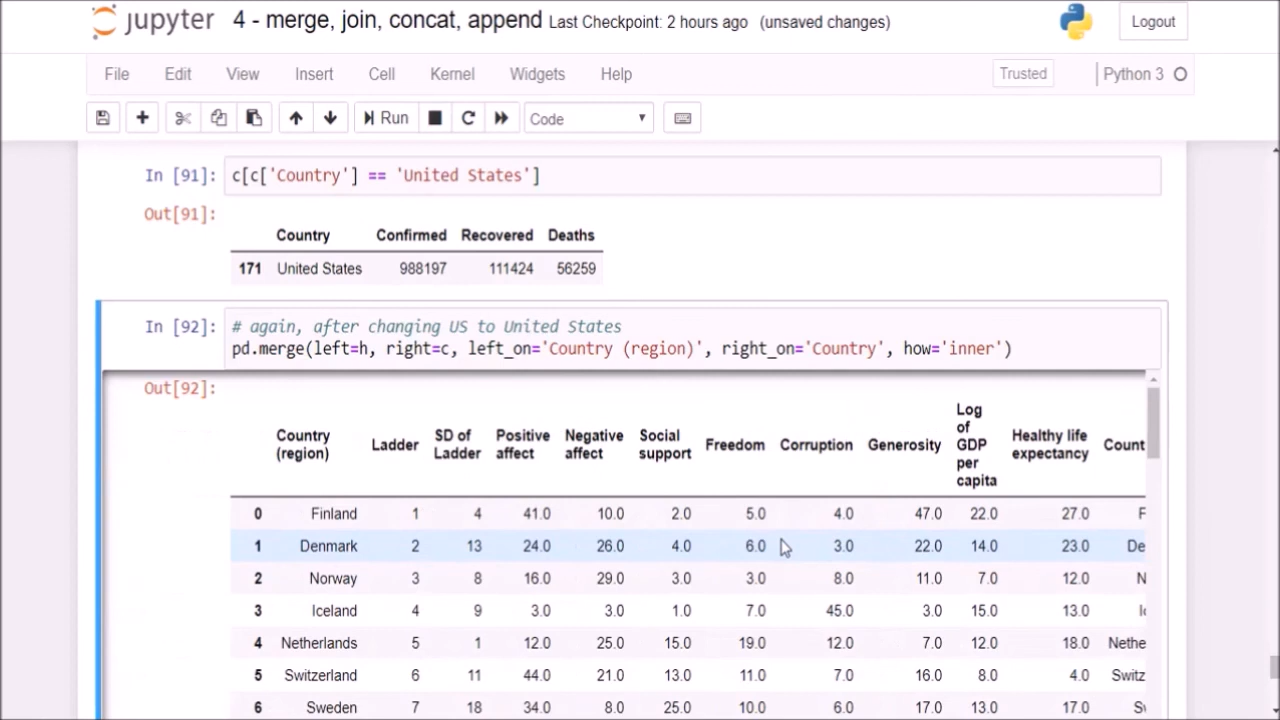 jupyter 4 - merge, join, concat, append Last Checkpoint: 2 hours ago (unsaved changes) Logout
File Edit View Insert Cell Kernel Widgets Help Trusted Python 3
Run Code
In [91]: c[c['Country'] == 'United States']
Out[91]:
Country Confirmed Recovered Deaths
171 United States 988197 111424 56259
In [92]: # again, after changing US to United States
pd.merge(left=h, right=c, left_on='Country (region)', right_on='Country', how='inner')
Out[92]:
Country (region) Ladder SD of Ladder Positive affect Negative affect Social support Freedom Corruption Generosity Log of GDP per capita Healthy life expectancy Count
0 Finland 1 4 41.0 10.0 2.0 5.0 4.0 47.0 22.0 27.0 F
1 Denmark 2 13 24.0 26.0 4.0 6.0 3.0 22.0 14.0 23.0 De
2 Norway 3 8 16.0 29.0 3.0 3.0 8.0 11.0 7.0 12.0 N
3 Iceland 4 9 3.0 3.0 1.0 7.0 45.0 3.0 15.0 13.0 Ic
4 Netherlands 5 1 12.0 25.0 15.0 19.0 12.0 7.0 12.0 18.0 Nethe
5 Switzerland 6 11 44.0 21.0 13.0 11.0 7.0 16.0 8.0 4.0 Switz
6 Sweden 7 18 34.0 8.0 25.0 10.0 6.0 17.0 13.0 17.0 Sv